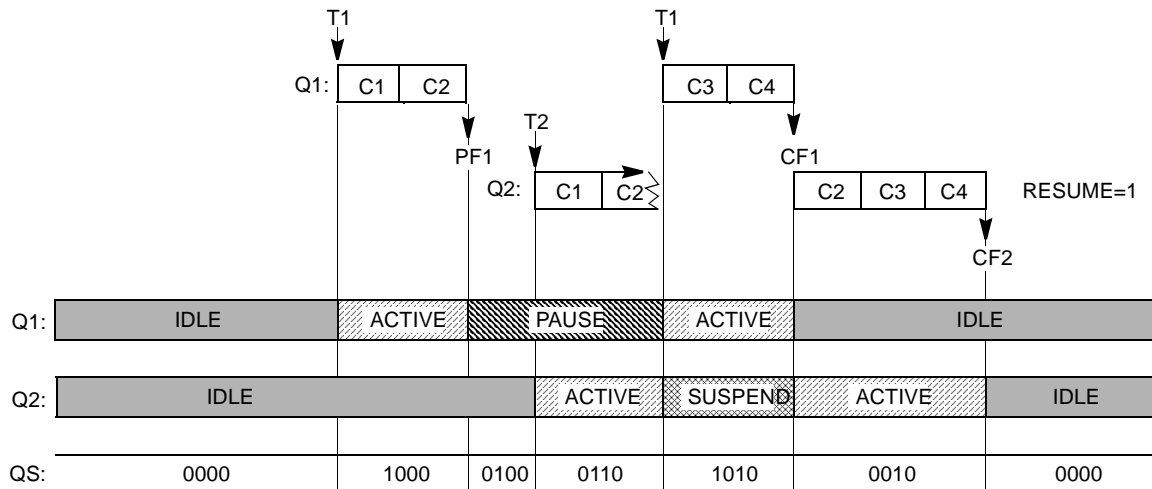 T1 T1
Q1: C1 C2 C3 C4
T2
PF1 CF1
Q2: C1 C2 C2 C3 C4 RESUME=1
CF2
Q1: IDLE ACTIVE PAUSE ACTIVE IDLE
Q2: IDLE ACTIVE SUSPEND ACTIVE IDLE
QS: 0000 1000 0100 0110 1010 0010 0000